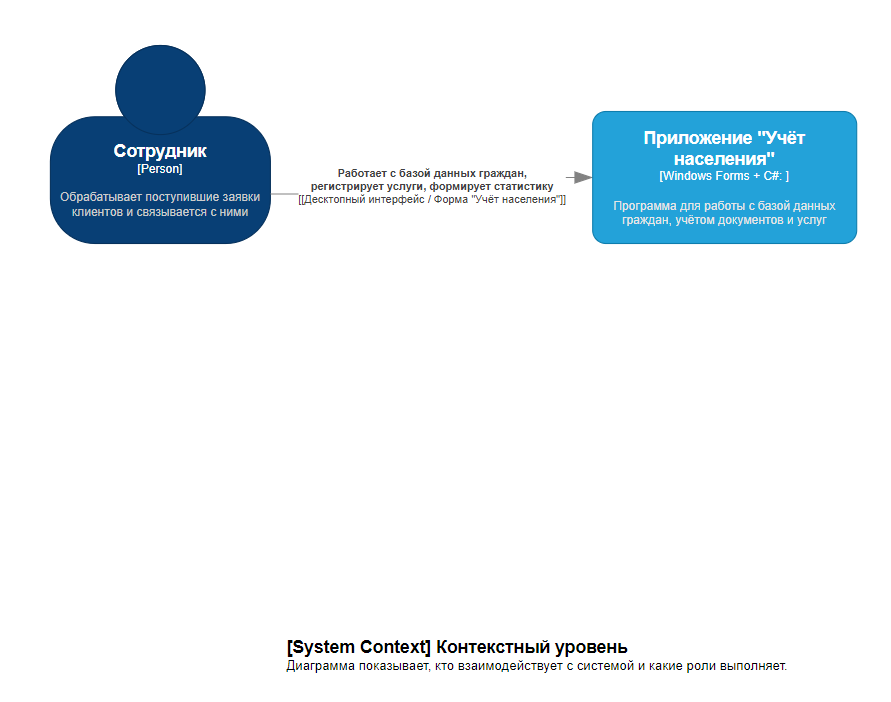 Сотрудник
[Person]
Обрабатывает поступившие заявки
клиентов и связывается с ними
Работает с базой данных граждан,
регистрирует услуги, формирует статистику
[[Десктопный интерфейс / Форма "Учёт населения"]]
Приложение "Учёт
населения"
[Windows Forms + C#: ]
Программа для работы с базой данных
граждан, учётом документов и услуг
[System Context] Контекстный уровень
Диаграмма показывает, кто взаимодействует с системой и какие роли выполняет.